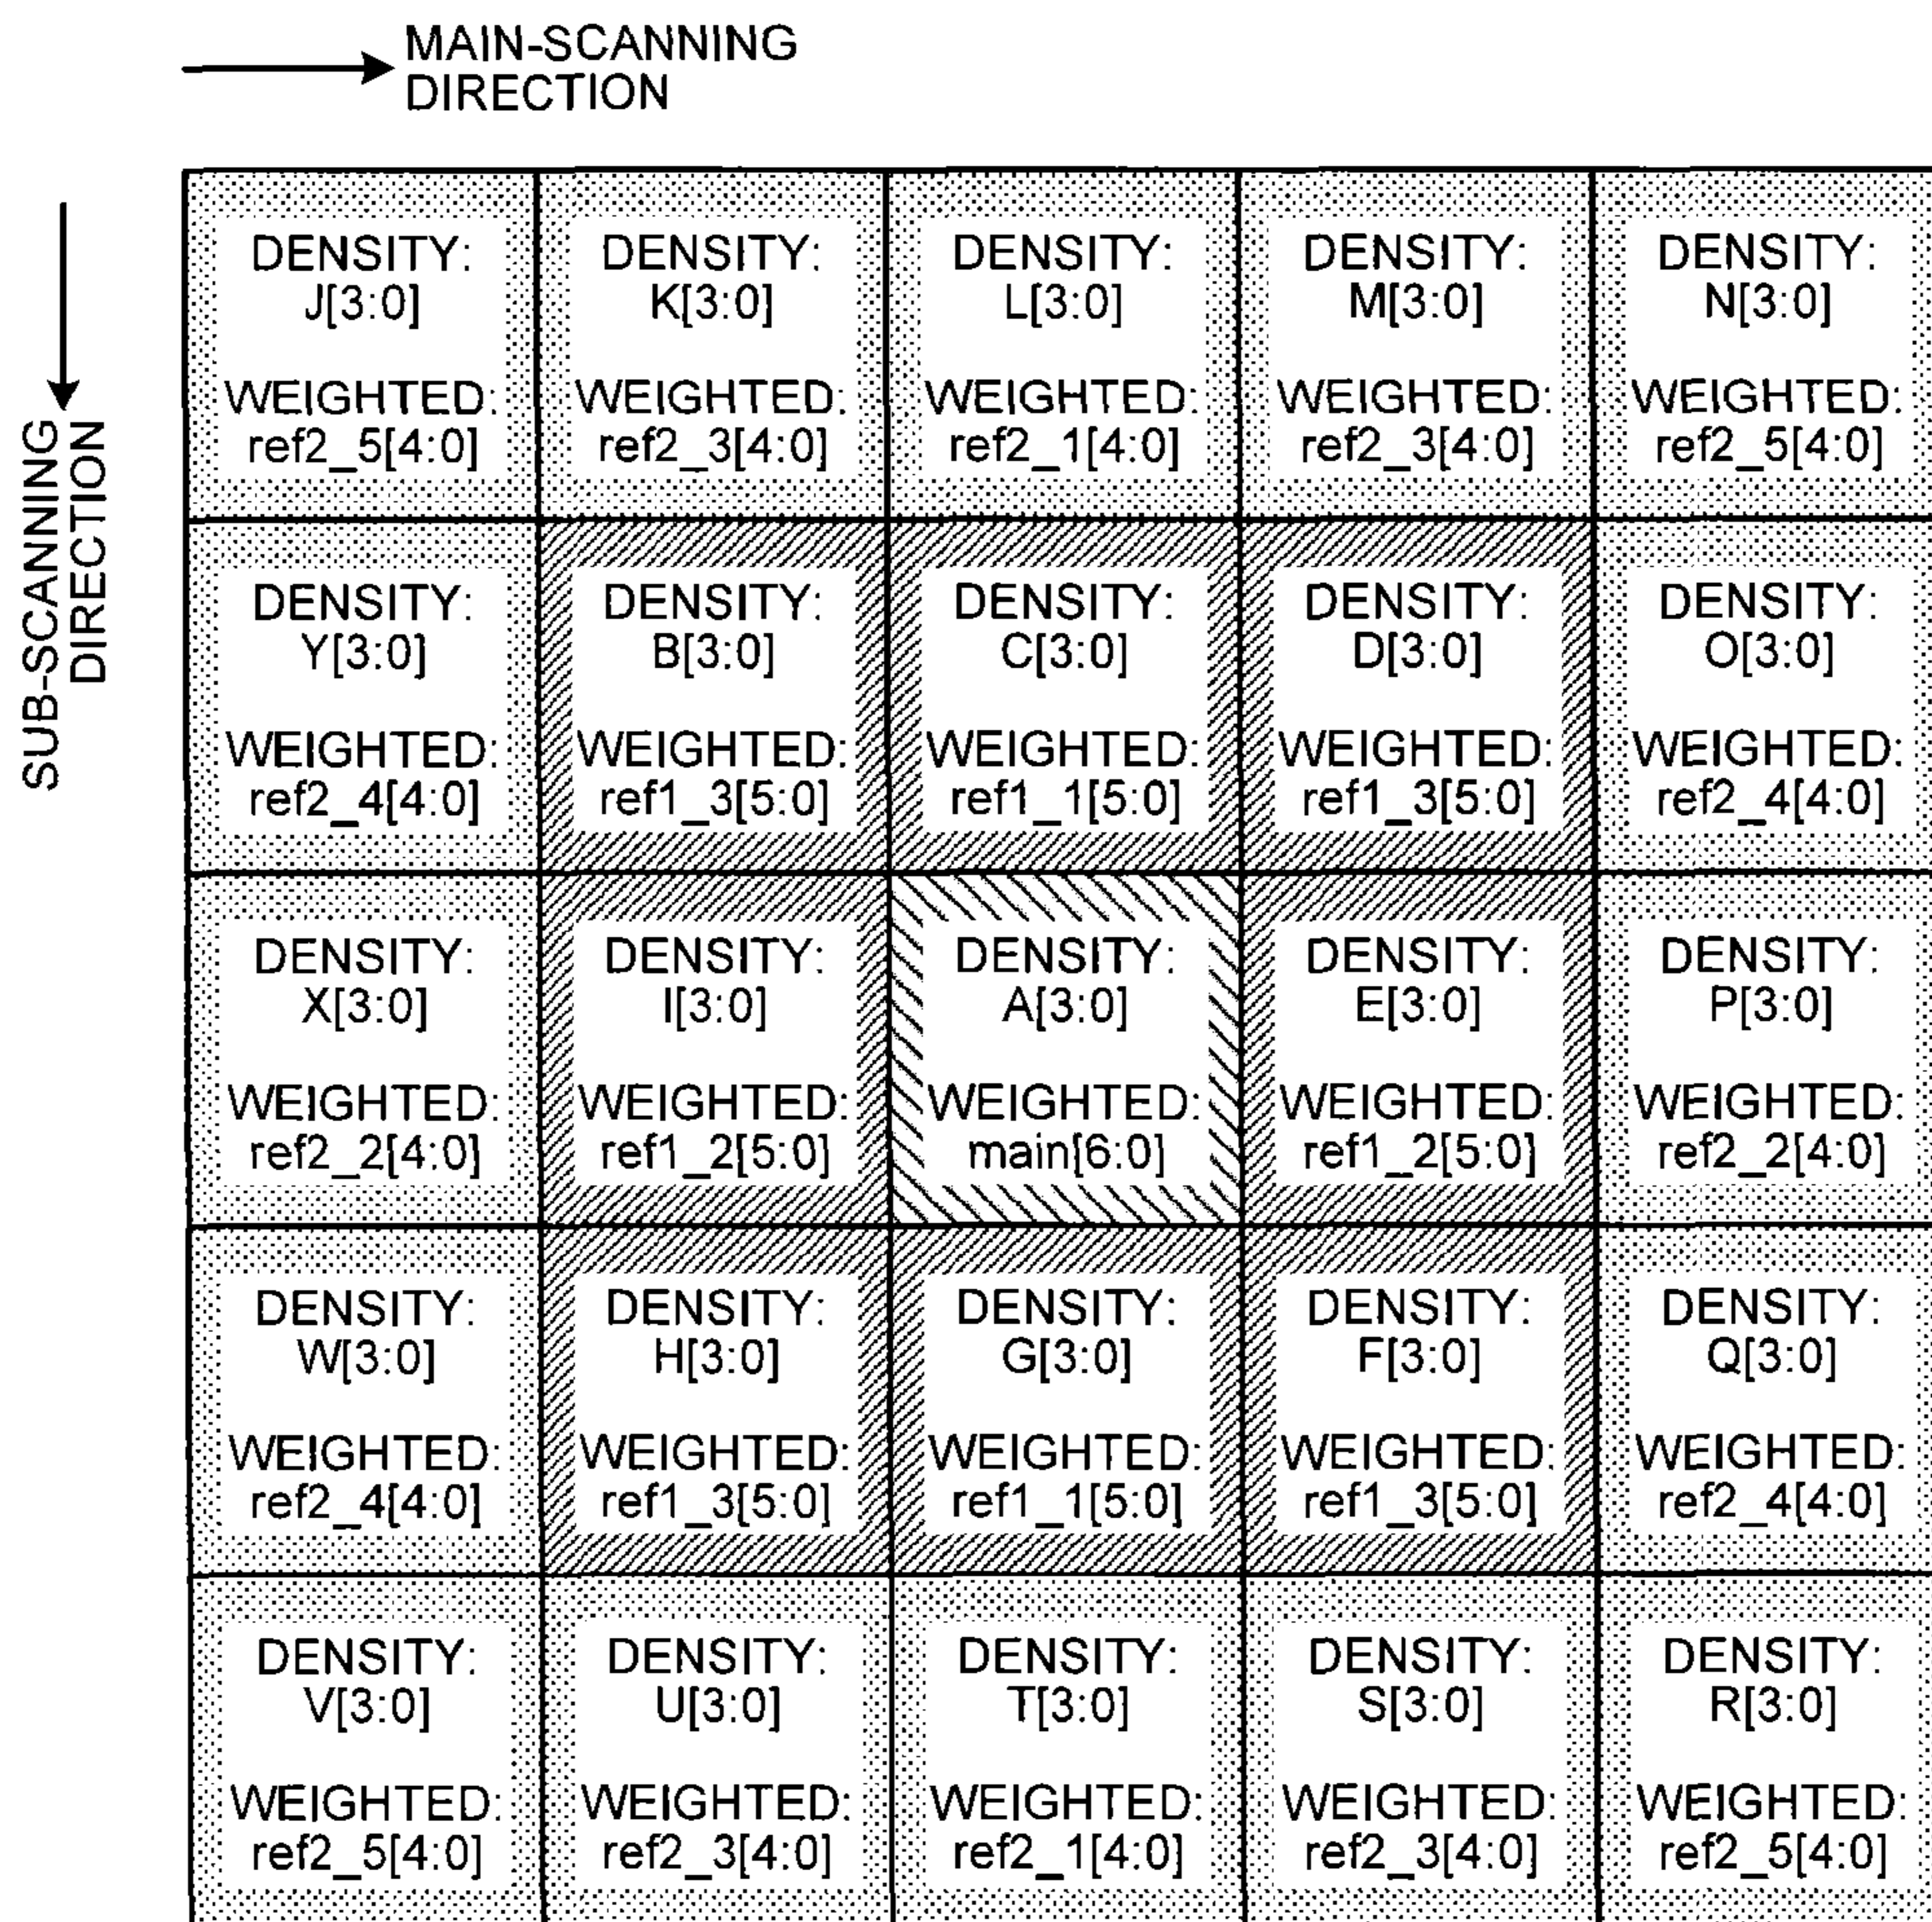 MAIN-SCANNING
DIRECTION
SUB-SCANNING
DIRECTION
DENSITY:
J[3:0]
WEIGHTED:
ref2_5[4:0]
DENSITY:
K[3:0]
WEIGHTED:
ref2_3[4:0]
DENSITY:
L[3:0]
WEIGHTED:
ref2_1[4:0]
DENSITY:
M[3:0]
WEIGHTED:
ref2_3[4:0]
DENSITY:
N[3:0]
WEIGHTED:
ref2_5[4:0]
DENSITY:
Y[3:0]
WEIGHTED:
ref2_4[4:0]
DENSITY:
B[3:0]
WEIGHTED:
ref1_3[5:0]
DENSITY:
C[3:0]
WEIGHTED:
ref1_1[5:0]
DENSITY:
D[3:0]
WEIGHTED:
ref1_3[5:0]
DENSITY:
O[3:0]
WEIGHTED:
ref2_4[4:0]
DENSITY:
X[3:0]
WEIGHTED:
ref2_2[4:0]
DENSITY:
I[3:0]
WEIGHTED:
ref1_2[5:0]
DENSITY:
A[3:0]
WEIGHTED:
main[6:0]
DENSITY:
E[3:0]
WEIGHTED:
ref1_2[5:0]
DENSITY:
P[3:0]
WEIGHTED:
ref2_2[4:0]
DENSITY:
W[3:0]
WEIGHTED:
ref2_4[4:0]
DENSITY:
H[3:0]
WEIGHTED:
ref1_3[5:0]
DENSITY:
G[3:0]
WEIGHTED:
ref1_1[5:0]
DENSITY:
F[3:0]
WEIGHTED:
ref1_3[5:0]
DENSITY:
Q[3:0]
WEIGHTED:
ref2_4[4:0]
DENSITY:
V[3:0]
WEIGHTED:
ref2_5[4:0]
DENSITY:
U[3:0]
WEIGHTED:
ref2_3[4:0]
DENSITY:
T[3:0]
WEIGHTED:
ref2_1[4:0]
DENSITY:
S[3:0]
WEIGHTED:
ref2_3[4:0]
DENSITY:
R[3:0]
WEIGHTED:
ref2_5[4:0]